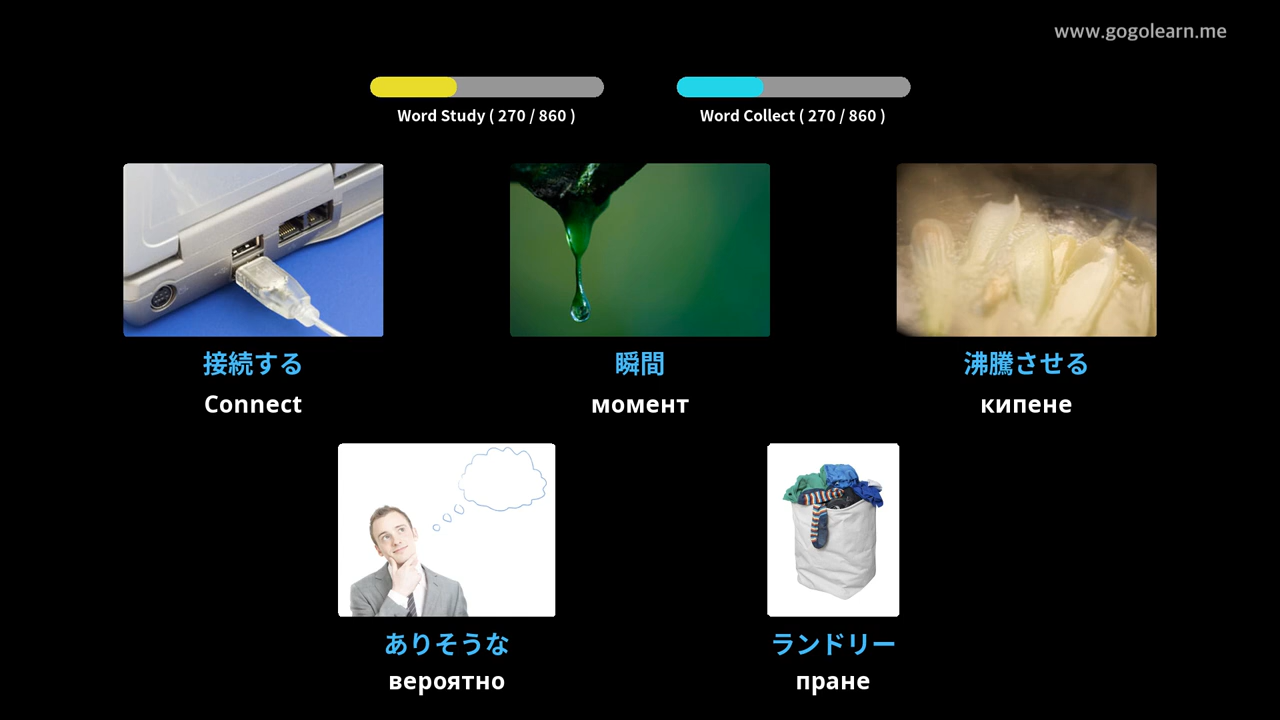 www.gogolearn.me
Word Study ( 270 / 860 )
Word Collect ( 270 / 860 )
接続する
Connect
瞬間
момент
沸騰させる
кипене
ありそうな
вероятно
ランドリー
пране